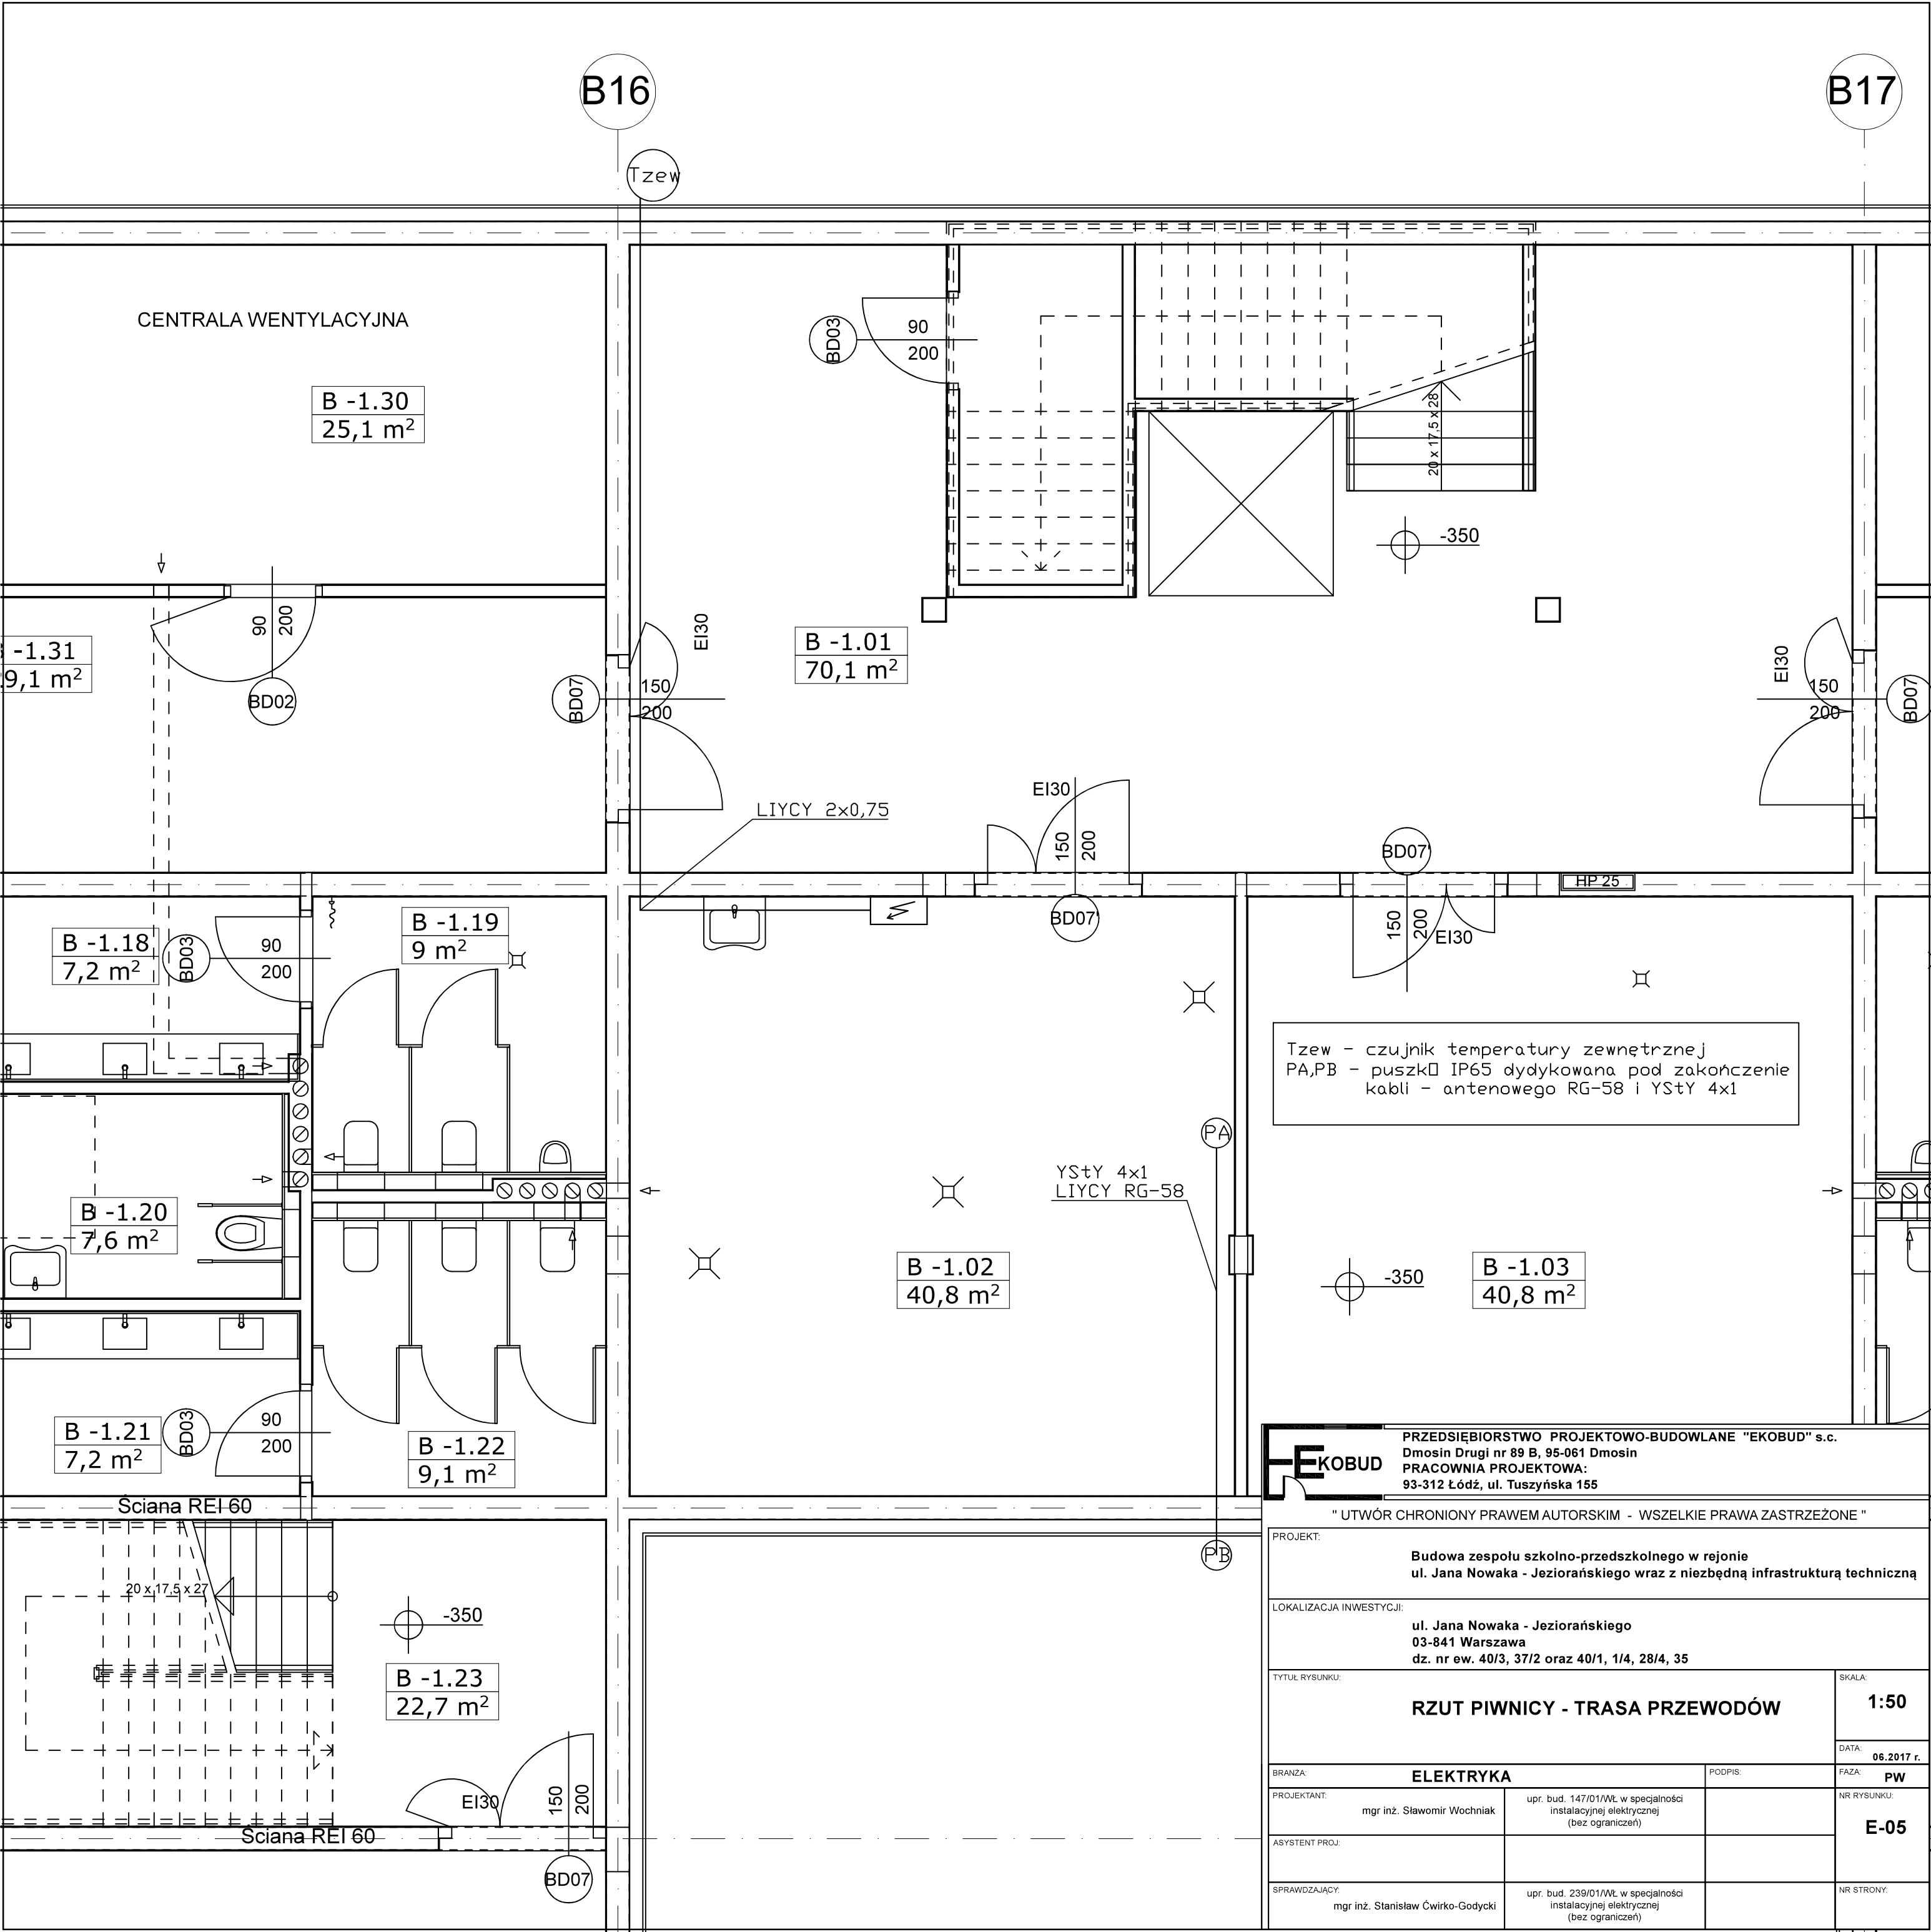 B16
B17
Tzew
CENTRALA WENTYLACYJNA
B -1.30
25,1 m²
BD03
90
200
20 x 17,5 x 28
-350
90
200
BD02
-1.31
9,1 m²
EI30
BD07
150
200
B -1.01
70,1 m²
EI30
150
200
BD07
LIYCY 2x0,75
EI30
150
200
BD07'
BD07'
150
200
EI30
HP 25
B -1.18
7,2 m²
BD03
90
200
B -1.19
9 m²
Tzew - czujnik temperatury zewnętrznej
PA,PB - puszk□ IP65 dydykowana pod zakończenie
kabli - antenowego RG-58 i YStY 4x1
PA
YStY 4x1
LIYCY RG-58
B -1.20
7,6 m²
B -1.02
40,8 m²
-350
B -1.03
40,8 m²
B -1.21
7,2 m²
BD03
90
200
B -1.22
9,1 m²
Ściana REI 60
PB
20 x 17,5 x 27
-350
B -1.23
22,7 m²
EI30
150
200
Ściana REI 60
BD07
EKOBUD
PRZEDSIĘBIORSTWO PROJEKTOWO-BUDOWLANE "EKOBUD" s.c.
Dmosin Drugi nr 89 B, 95-061 Dmosin
PRACOWNIA PROJEKTOWA:
93-312 Łódź, ul. Tuszyńska 155
" UTWÓR CHRONIONY PRAWEM AUTORSKIM - WSZELKIE PRAWA ZASTRZEŻONE "
PROJEKT:
Budowa zespołu szkolno-przedszkolnego w rejonie
ul. Jana Nowaka - Jeziorańskiego wraz z niezbędną infrastrukturą techniczną
LOKALIZACJA INWESTYCJI:
ul. Jana Nowaka - Jeziorańskiego
03-841 Warszawa
dz. nr ew. 40/3, 37/2 oraz 40/1, 1/4, 28/4, 35
TYTUŁ RYSUNKU:
RZUT PIWNICY - TRASA PRZEWODÓW
SKALA:
1:50
DATA:
06.2017 r.
BRANŻA:
ELEKTRYKA
PODPIS:
FAZA:
PW
PROJEKTANT:
mgr inż. Sławomir Wochniak
upr. bud. 147/01/WŁ w specjalności
instalacyjnej elektrycznej
(bez ograniczeń)
NR RYSUNKU:
E-05
ASYSTENT PROJ:
SPRAWDZAJĄCY:
mgr inż. Stanisław Ćwirko-Godycki
upr. bud. 239/01/WŁ w specjalności
instalacyjnej elektrycznej
(bez ograniczeń)
NR STRONY: